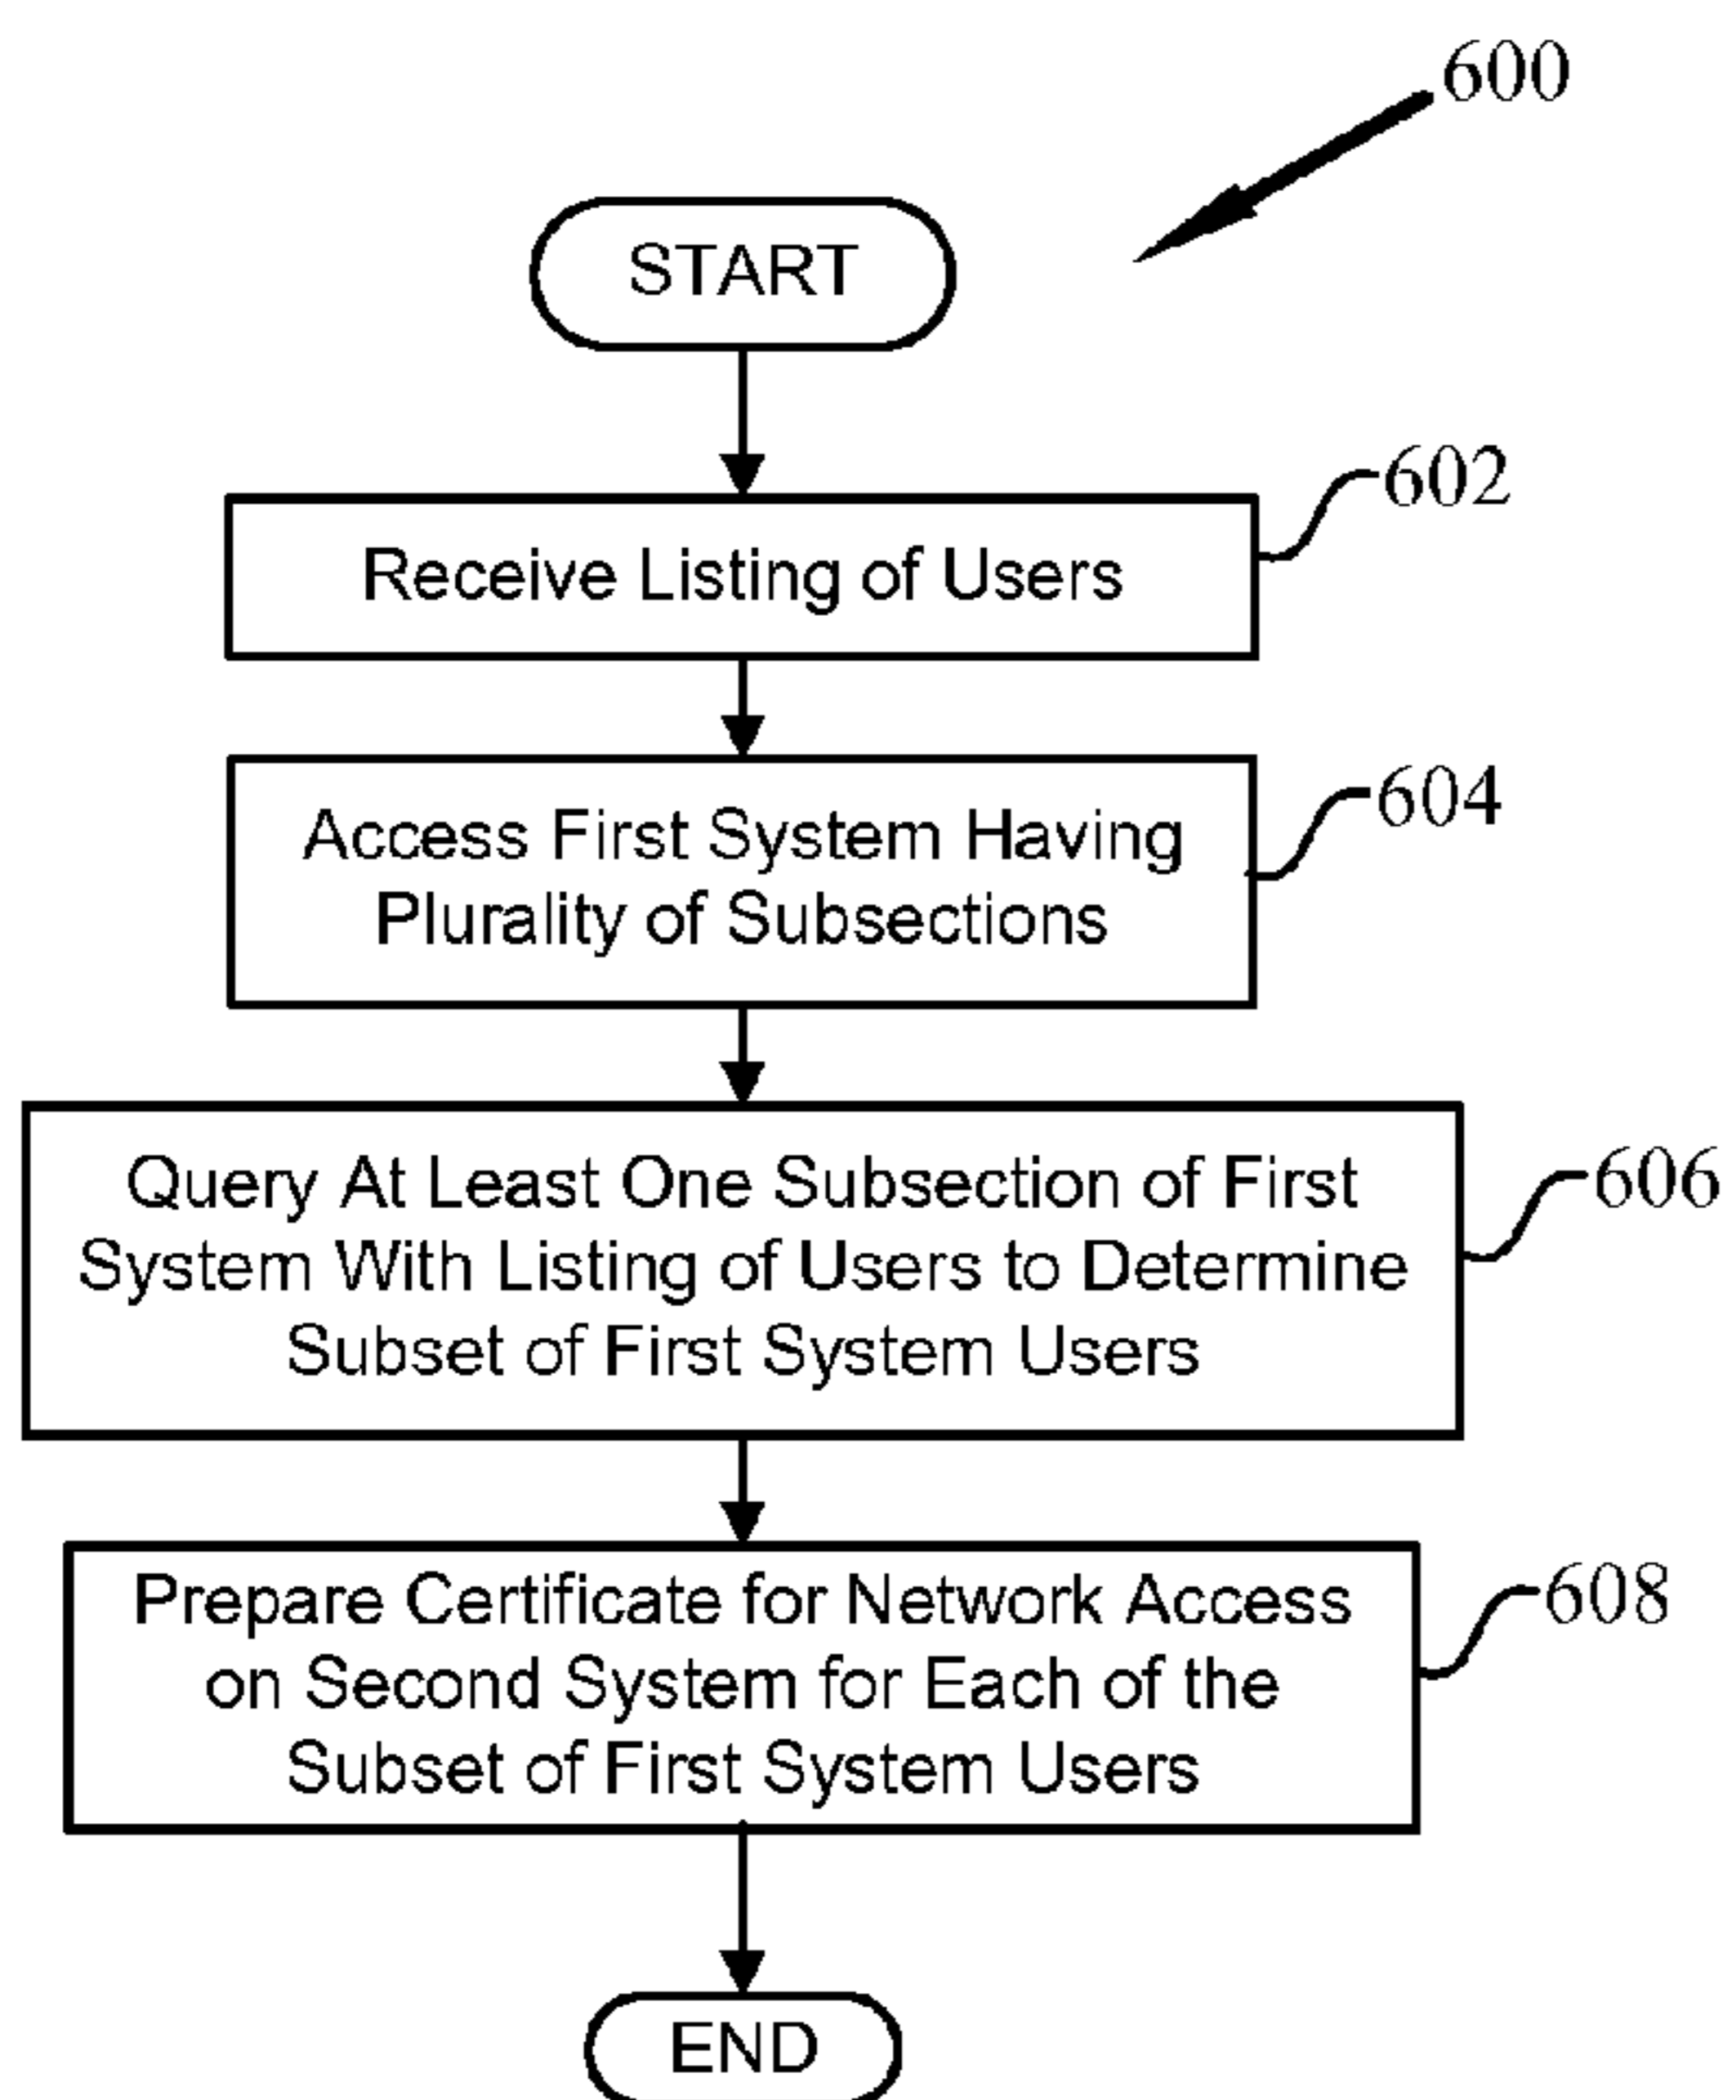 600
START
602
Receive Listing of Users
604
Access First System Having
Plurality of Subsections
606
Query At Least One Subsection of First
System With Listing of Users to Determine
Subset of First System Users
608
Prepare Certificate for Network Access
on Second System for Each of the
Subset of First System Users
END